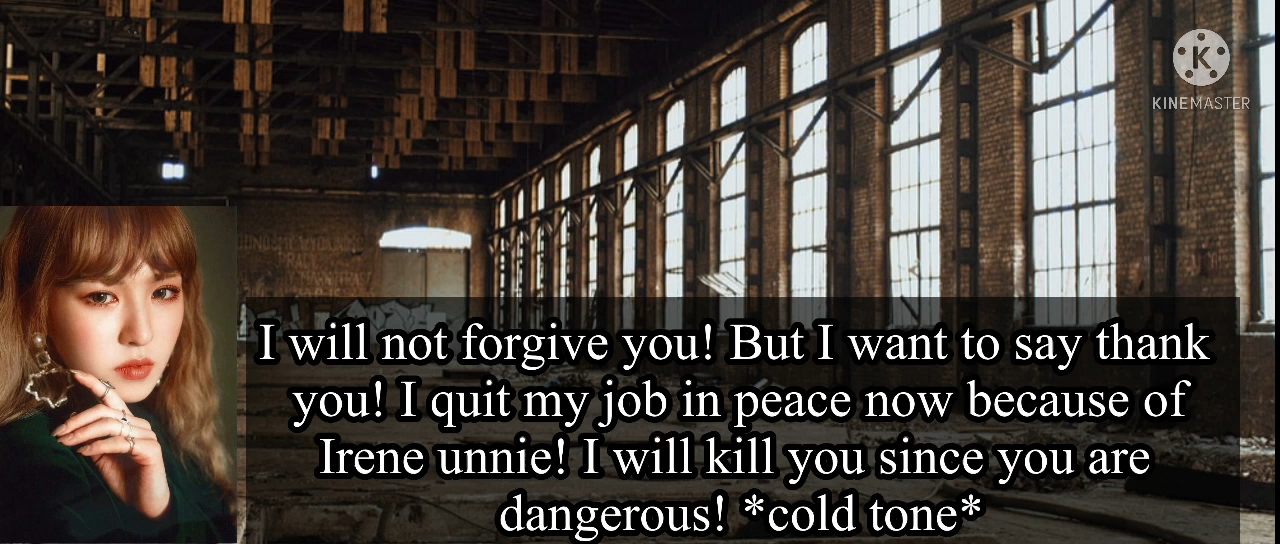 K
KINEMASTER
I will not forgive you! But I want to say thank
you! I quit my job in peace now because of
Irene unnie! I will kill you since you are
dangerous! *cold tone*